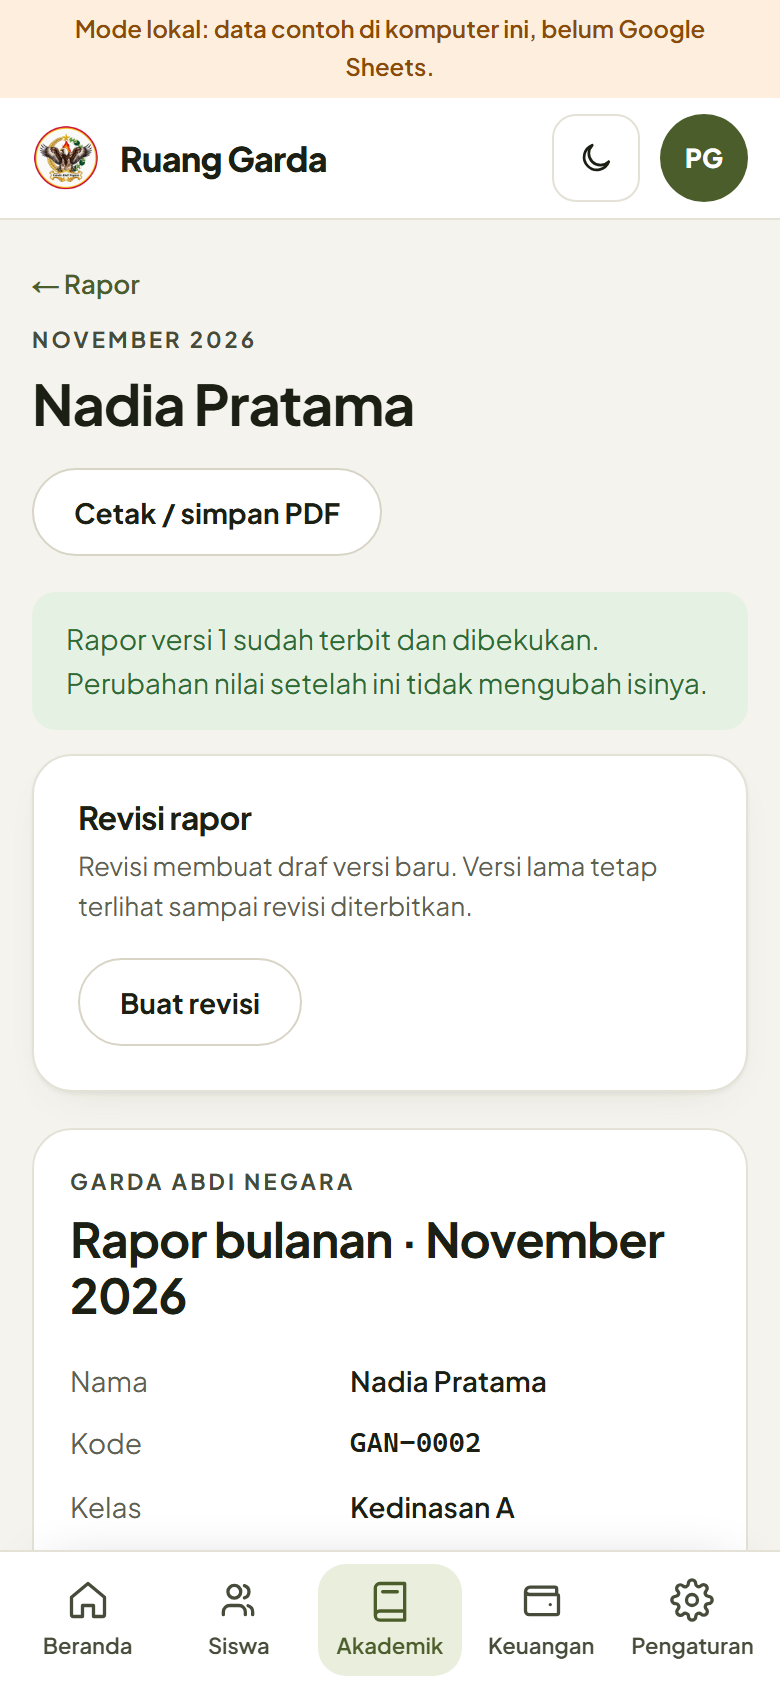 Mode lokal: data contoh di komputer ini, belum Google
Sheets.
Ruang Garda
PG
← Rapor
NOVEMBER 2026
Nadia Pratama
Cetak / simpan PDF
Rapor versi 1 sudah terbit dan dibekukan.
Perubahan nilai setelah ini tidak mengubah isinya.
Revisi rapor
Revisi membuat draf versi baru. Versi lama tetap
terlihat sampai revisi diterbitkan.
Buat revisi
GARDA ABDI NEGARA
Rapor bulanan · November
2026
Nama Nadia Pratama
Kode GAN-0002
Kelas Kedinasan A
Beranda Siswa Akademik Keuangan Pengaturan